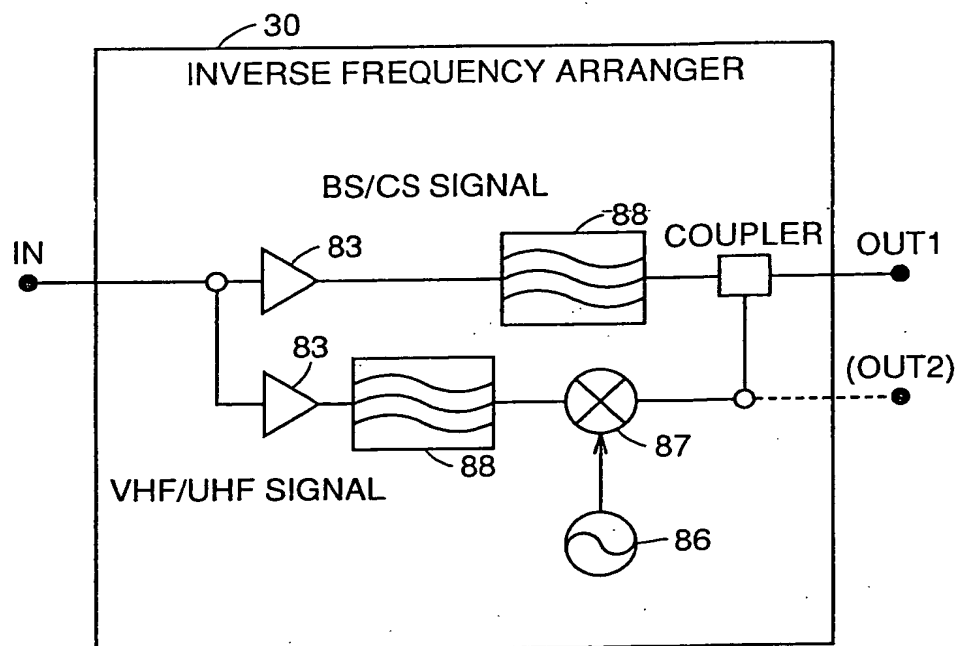 30
INVERSE FREQUENCY ARRANGER
BS/CS SIGNAL
88
COUPLER
IN
83
OUT1
83
(OUT2)
88
87
VHF/UHF SIGNAL
86